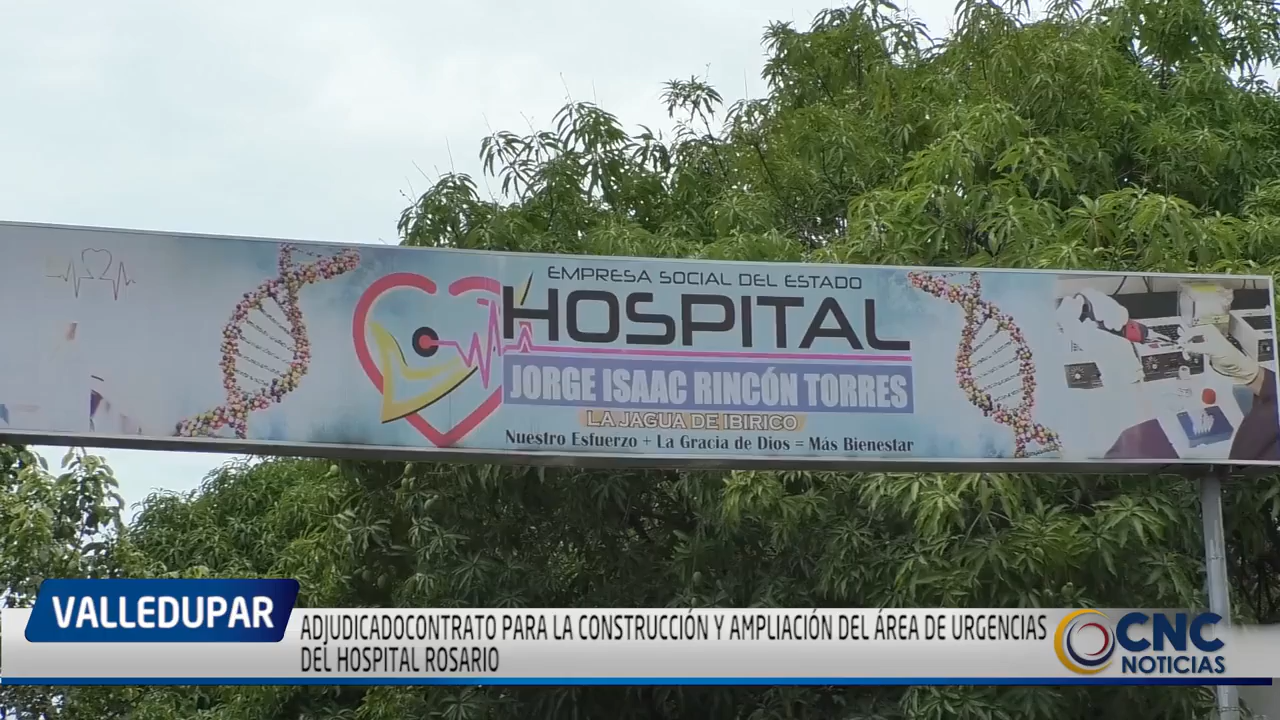 EMPRESA SOCIAL DEL ESTADO
HOSPITAL
JORGE ISAAC RINCÓN TORRES
LA JAGUA DE IBIRICO
Nuestro Esfuerzo + La Gracia de Dios = Más Bienestar
VALLEDUPAR
ADJUDICADOCONTRATO PARA LA CONSTRUCCIÓN Y AMPLIACIÓN DEL ÁREA DE URGENCIAS
DEL HOSPITAL ROSARIO
CNC
NOTICIAS